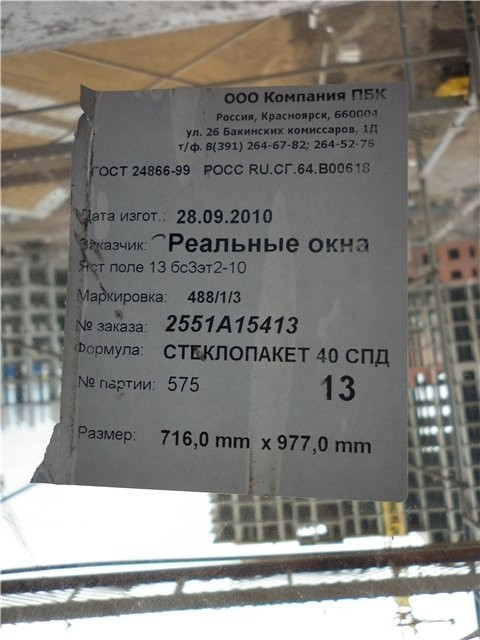 ООО Компания ПБК
Россия, Красноярск, 660004
ул. 26 Бакинских комиссаров, 1Д
т/ф. 8(391) 264-67-82; 264-52-76
ГОСТ 24866-99 РОСС RU.СГ.64.В00618
Дата изгот.: 28.09.2010
Заказчик: Реальные окна
Яст поле 13 бс3эт2-10
Маркировка: 488/1/3
№ заказа: 2551А15413
Формула: СТЕКЛОПАКЕТ 40 СПД
№ партии: 575 13
Размер: 716,0 mm x 977,0 mm